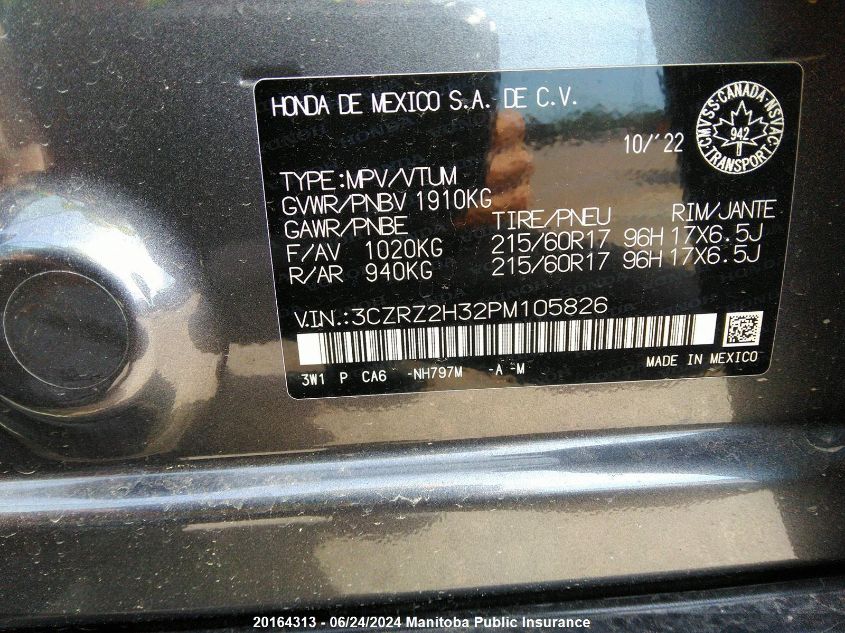 HONDA DE MEXICO S.A. DE C.V.
10/'22
CMVSS·CANADA·NSVAC
942
TRANSPORT
TYPE:MPV/VTUM
GVWR/PNBV 1910KG
GAWR/PNBE TIRE/PNEU RIM/JANTE
F/AV 1020KG 215/60R17 96H 17X6.5J
R/AR 940KG 215/60R17 96H 17X6.5J
V.I.N.:3CZRZ2H32PM105826
3W1 P CA6 -NH797M -A -M MADE IN MEXICO
20164313 - 06/24/2024 Manitoba Public Insurance